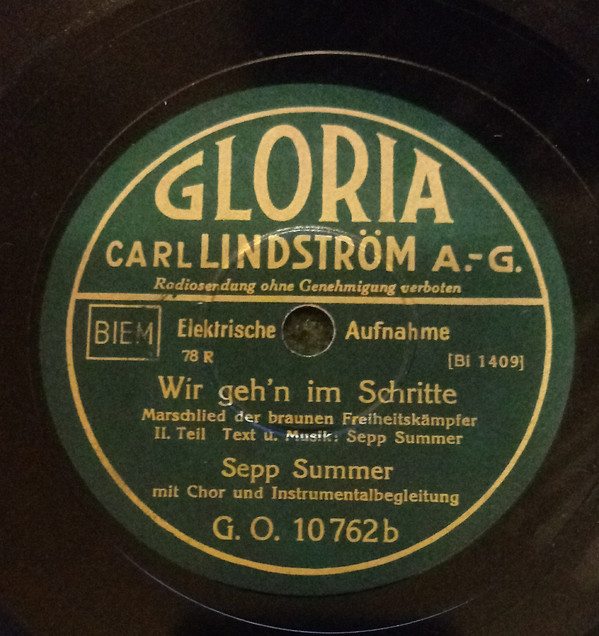 GLORIA
CARL LINDSTRÖM A.-G.
Radiosendung ohne Genehmigung verboten
BIEM Elektrische Aufnahme
78 R [Bi 1409]
Wir geh'n im Schritte
Marschlied der braunen Freiheitskämpfer
II. Teil Text u. Musik: Sepp Summer
Sepp Summer
mit Chor und Instrumentalbegleitung
G. O. 10762b